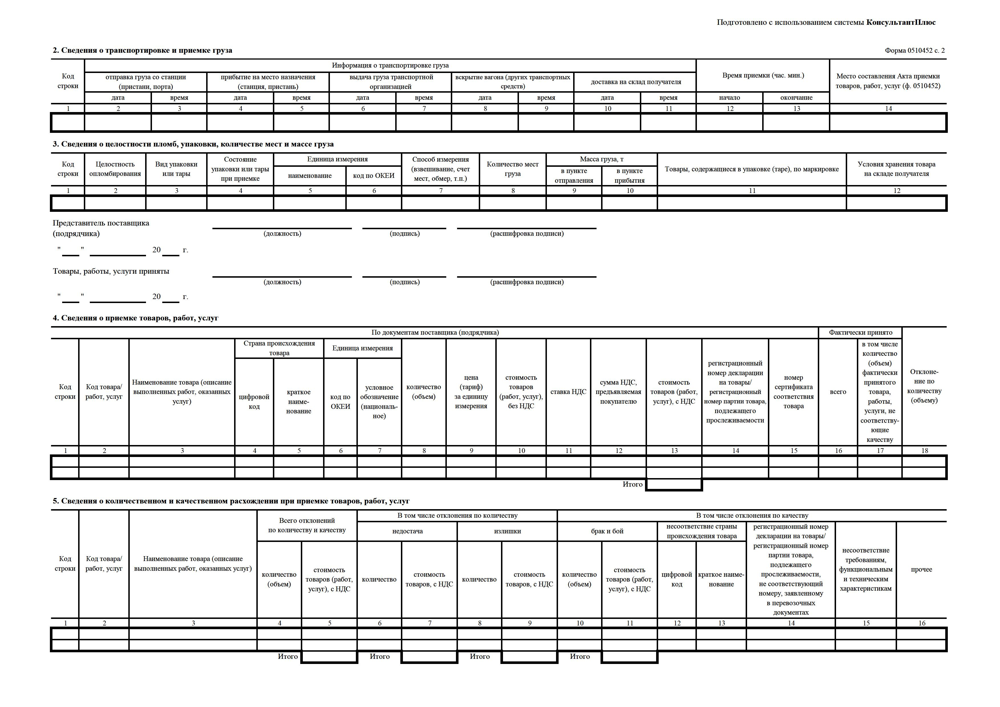 Подготовлено с использованием системы КонсультантПлюс
2. Сведения о транспортировке и приемке груза
Форма 0510452 с. 2
Код
строки
Информация о транспортировке груза
Время приемки (час. мин.)
Место составления Акта приемки
товаров, работ, услуг (ф. 0510452)
отправка груза со станции
(пристани, порта)
прибытие на место назначения
(станция, пристань)
выдача груза транспортной
организацией
вскрытие вагона (других транспортных
средств)
доставка на склад получателя
дата время дата время дата время дата время дата время начало окончание
1 2 3 4 5 6 7 8 9 10 11 12 13 14
3. Сведения о целостности пломб, упаковки, количестве мест и массе груза
Код
строки
Целостность
опломбирования
Вид упаковки
или тары
Состояние
упаковки или тары
при приемке
Единица измерения
наименование код по ОКЕИ
Способ измерения
(взвешивание, счет
мест, обмер, т.п.)
Количество мест
груза
Масса груза, т
в пункте
отправления
в пункте
прибытия
Товары, содержащиеся в упаковке (таре), по маркировке
Условия хранения товара
на складе получателя
1 2 3 4 5 6 7 8 9 10 11 12
Представитель поставщика
(подрядчика)
(должность) (подпись) (расшифровка подписи)
" " 20 г.
Товары, работы, услуги приняты
(должность) (подпись) (расшифровка подписи)
" " 20 г.
4. Сведения о приемке товаров, работ, услуг
По документам поставщика (подрядчика)
Фактически принято
Отклоне-
ние по
количеству
(объему)
Код
строки
Код товара/
работ, услуг
Наименование товара (описание
выполненных работ, оказанных
услуг)
Страна происхождения
товара
цифровой
код
краткое
наиме-
нование
Единица измерения
код по
ОКЕИ
условное
обозначение
(националь-
ное)
количество
(объем)
цена
(тариф)
за единицу
измерения
стоимость
товаров
(работ, услуг),
без НДС
ставка НДС
сумма НДС,
предъявляемая
покупателю
стоимость
товаров (работ,
услуг), с НДС
регистрационный
номер декларации
на товары/
регистрационный
номер партии товара,
подлежащего
прослеживаемости
номер
сертификата
соответствия
товара
всего
в том числе
количество
(объем)
фактически
принятого
товара,
работы,
услуги, не
соответству-
ющие
качеству
1 2 3 4 5 6 7 8 9 10 11 12 13 14 15 16 17 18
Итого
5. Сведения о количественном и качественном расхождении при приемке товаров, работ, услуг
Код
строки
Код товара/
работ, услуг
Наименование товара (описание
выполненных работ, оказанных услуг)
Всего отклонений
по количеству и качеству
количество
(объем)
стоимость
товаров (работ,
услуг), с НДС
В том числе отклонения по количеству
недостача
количество
стоимость
товаров, с НДС
излишки
количество
стоимость
товаров, с НДС
В том числе отклонения по качеству
брак и бой
количество
(объем)
стоимость
товаров (работ,
услуг), с НДС
несоответствие страны
происхождения товара
цифровой
код
краткое наиме-
нование
регистрационный номер
декларации на товары/
регистрационный номер
партии товара,
подлежащего
прослеживаемости,
не соответствующий
номеру, заявленному
в перевозочных
документах
несоответствие
требованиям,
функциональным
и техническим
характеристикам
прочее
1 2 3 4 5 6 7 8 9 10 11 12 13 14 15 16
Итого Итого Итого Итого